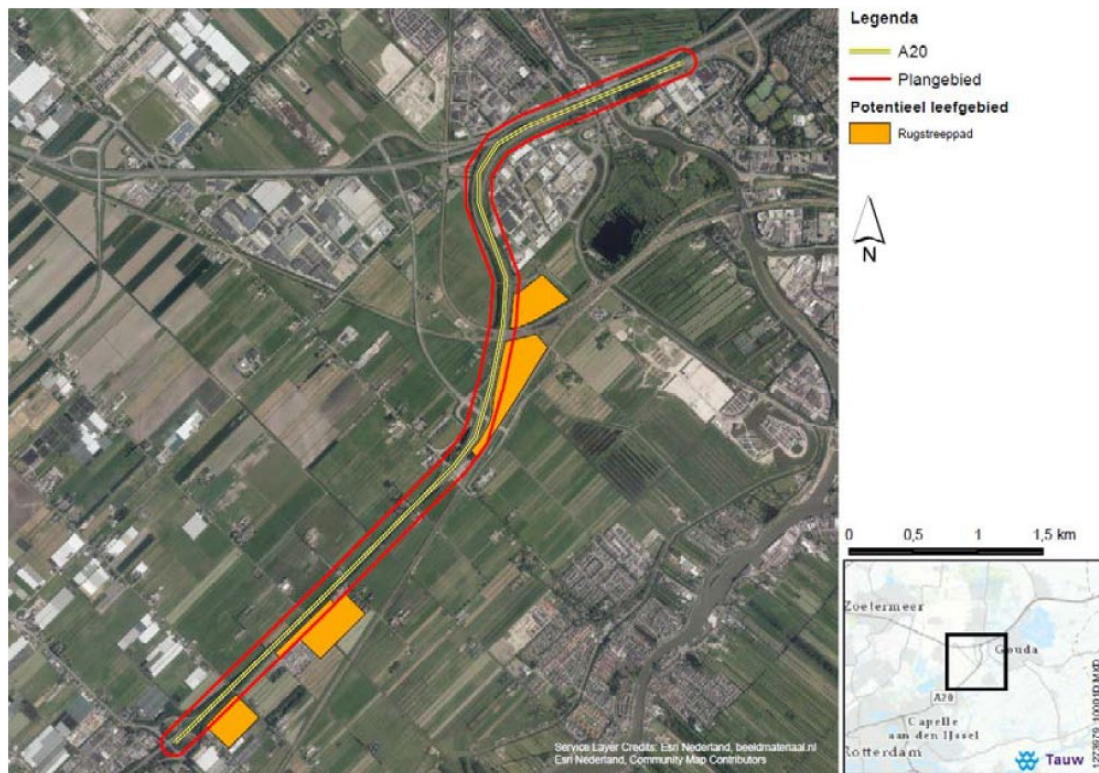 Legenda
A20
Plangebied
Potentieel leefgebied
Rugstreeppad
N
0 0,5 1 1,5 km
Zoetermeer
Gouda
A20
Capelle
aan den IJssel
Rotterdam
Tauw
Service Layer Credits: Esri Nederland, beeldmateriaal.nl
Esri Nederland, Community Map Contributors